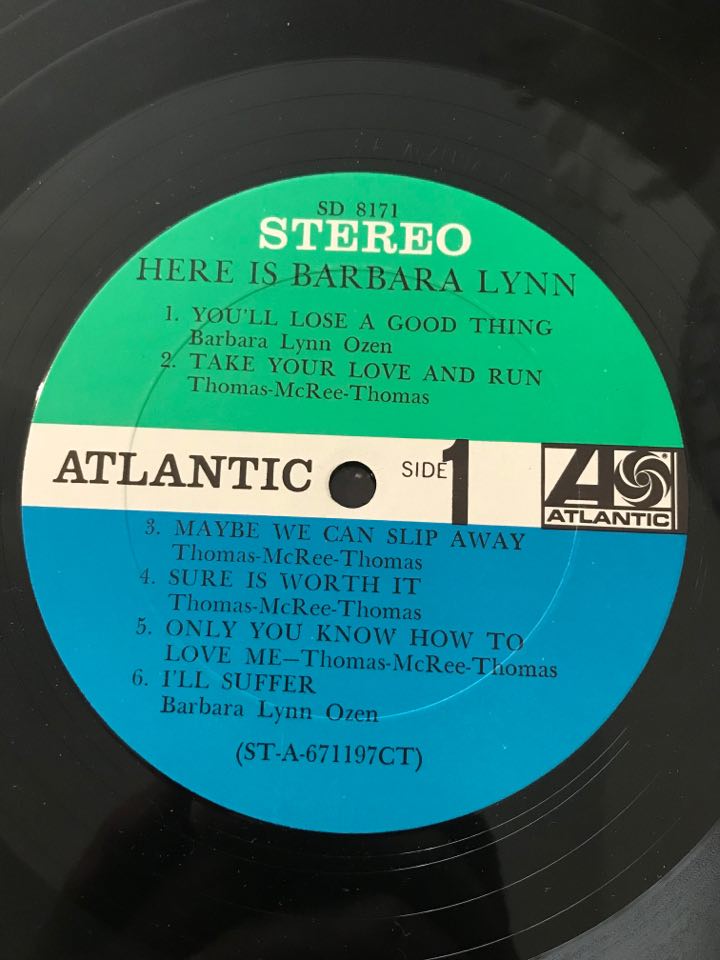 SD 8171
STEREO
HERE IS BARBARA LYNN
1. YOU'LL LOSE A GOOD THING
Barbara Lynn Ozen
2. TAKE YOUR LOVE AND RUN
Thomas-McRee-Thomas
ATLANTIC
SIDE 1
A
ATLANTIC
3. MAYBE WE CAN SLIP AWAY
Thomas-McRee-Thomas
4. SURE IS WORTH IT
Thomas-McRee-Thomas
5. ONLY YOU KNOW HOW TO
LOVE ME—Thomas-McRee-Thomas
6. I'LL SUFFER
Barbara Lynn Ozen
(ST-A-671197CT)